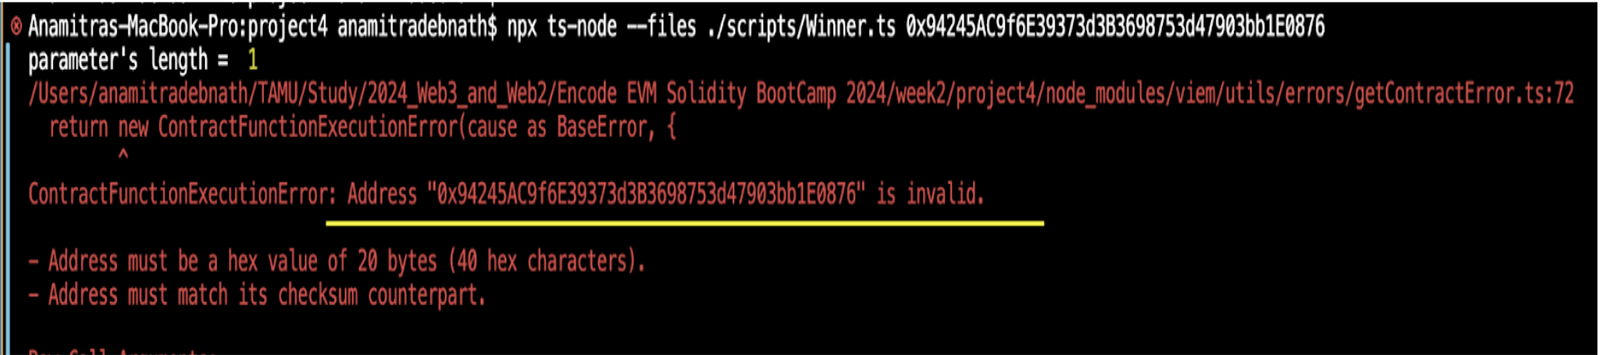 Anamitras-MacBook-Pro:project4 anamitradebnath$ npx ts-node --files ./scripts/Winner.ts 0x94245AC9f6E39373d3B3698753d47903bb1E0876
parameter's length = 1
/Users/anamitradebnath/TAMU/Study/2024_Web3_and_Web2/Encode EVM Solidity BootCamp 2024/week2/project4/node_modules/viem/utils/errors/getContractError.ts:72
return new ContractFunctionExecutionError(cause as BaseError, {
^
ContractFunctionExecutionError: Address "0x94245AC9f6E39373d3B3698753d47903bb1E0876" is invalid.
- Address must be a hex value of 20 bytes (40 hex characters).
- Address must match its checksum counterpart.